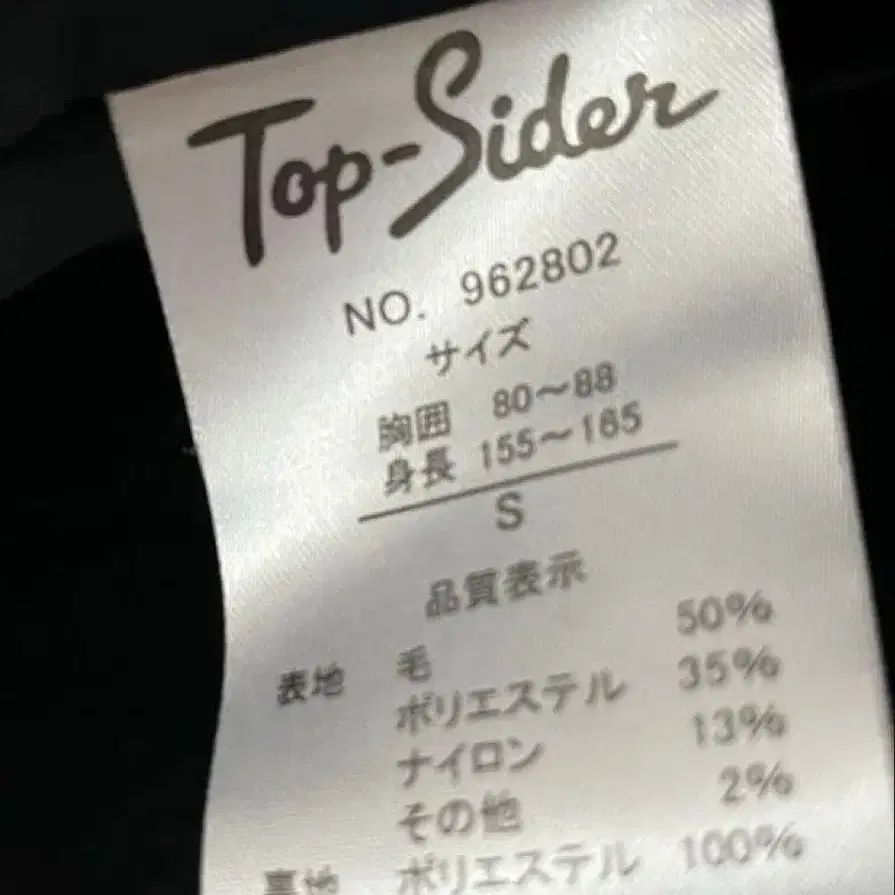 Top-Sider
NO. 962802
サイズ
胸囲 80～88
身長 155～165
S
品質表示
表地 毛 50%
ポリエステル 35%
ナイロン 13%
その他 2%
裏地 ポリエステル 100%